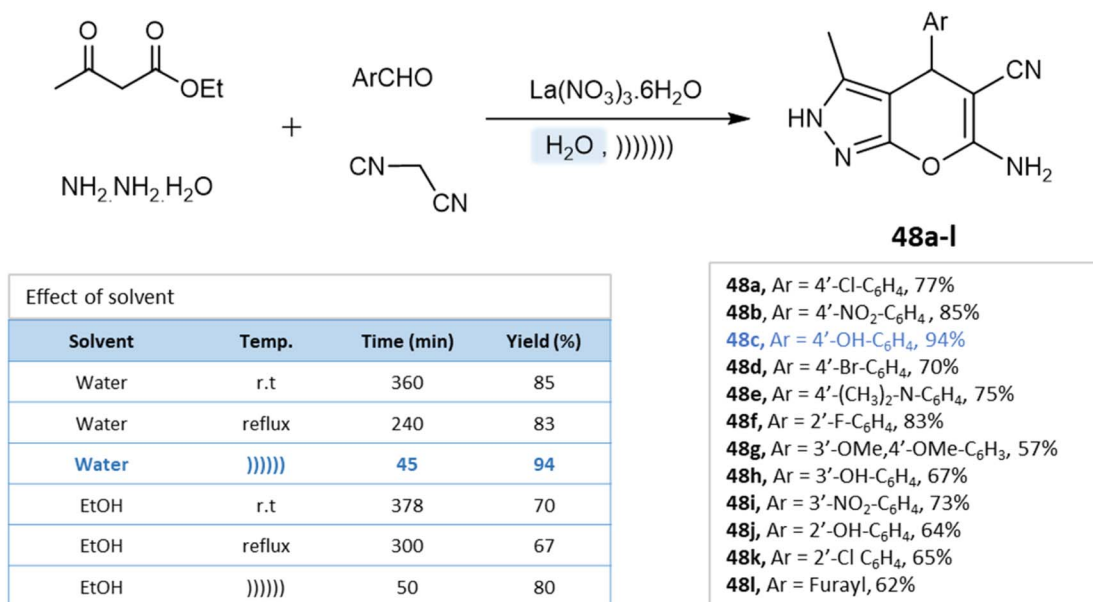 O
O
OEt
NH₂.NH₂.H₂O
+
ArCHO
CN
CN
La(NO₃)₃.6H₂O
H₂O , )))))))
Ar
CN
HN
N
O
NH₂
48a-l
Effect of solvent
Solvent Temp. Time (min) Yield (%)
Water r.t 360 85
Water reflux 240 83
Water )))))) 45 94
EtOH r.t 378 70
EtOH reflux 300 67
EtOH )))))) 50 80
48a, Ar = 4′-Cl-C₆H₄, 77%
48b, Ar = 4′-NO₂-C₆H₄ , 85%
48c, Ar = 4′-OH-C₆H₄, 94%
48d, Ar = 4′-Br-C₆H₄, 70%
48e, Ar = 4′-(CH₃)₂-N-C₆H₄, 75%
48f, Ar = 2′-F-C₆H₄, 83%
48g, Ar = 3′-OMe,4′-OMe-C₆H₃, 57%
48h, Ar = 3′-OH-C₆H₄, 67%
48i, Ar = 3′-NO₂-C₆H₄, 73%
48j, Ar = 2′-OH-C₆H₄, 64%
48k, Ar = 2′-Cl C₆H₄, 65%
48l, Ar = Furayl, 62%